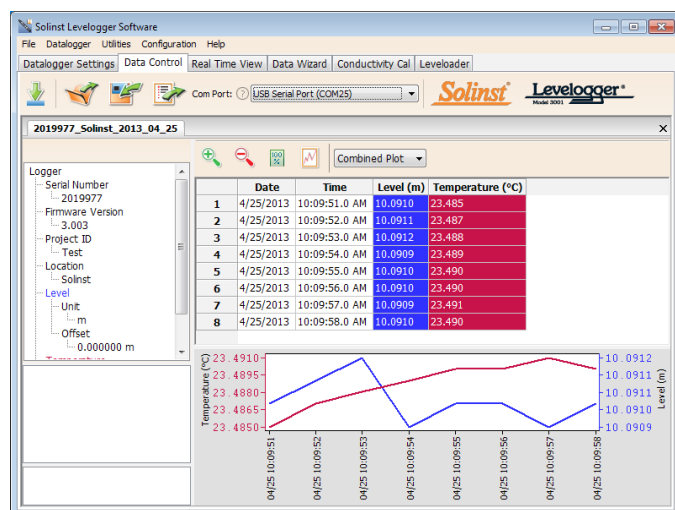 Solinst Levelogger Software
File Datalogger Utilities Configuration Help
Datalogger Settings Data Control Real Time View Data Wizard Conductivity Cal Leveloader
Com Port: ? USB Serial Port (COM25) Solinst Levelogger®
Model 3001
2019977_Solinst_2013_04_25 x
100 % Combined Plot
Logger
Serial Number
2019977
Firmware Version
3.003
Project ID
Test
Location
Solinst
Level
Unit
m
Offset
0.000000 m
Date Time Level (m) Temperature (ºC)
1 4/25/2013 10:09:51.0 AM 10.0910 23.485
2 4/25/2013 10:09:52.0 AM 10.0911 23.487
3 4/25/2013 10:09:53.0 AM 10.0912 23.488
4 4/25/2013 10:09:54.0 AM 10.0909 23.489
5 4/25/2013 10:09:55.0 AM 10.0910 23.490
6 4/25/2013 10:09:56.0 AM 10.0910 23.490
7 4/25/2013 10:09:57.0 AM 10.0909 23.491
8 4/25/2013 10:09:58.0 AM 10.0910 23.490
Temperature (ºC)
23.4910
23.4895
23.4880
23.4865
23.4850
10.0912
10.0911
10.0911
10.0910
10.0909
Level (m)
04/25 10:09:51
04/25 10:09:52
04/25 10:09:53
04/25 10:09:54
04/25 10:09:55
04/25 10:09:56
04/25 10:09:57
04/25 10:09:58